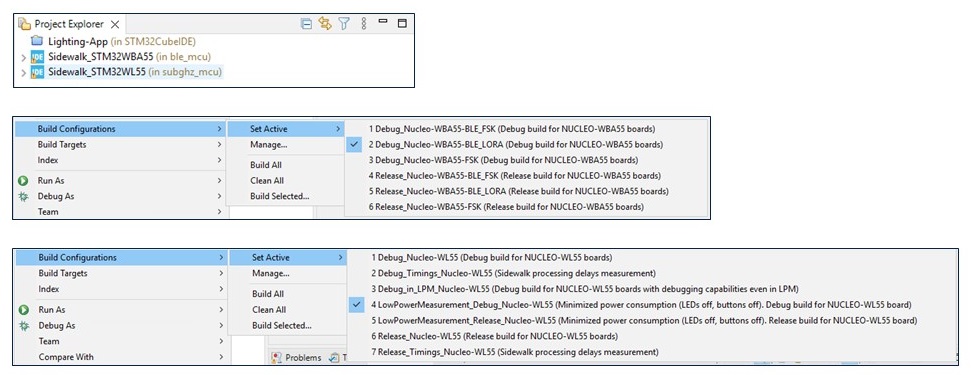 Project Explorer
Lighting-App (in STM32CubeIDE)
Sidewalk_STM32WBA55 (in ble_mcu)
Sidewalk_STM32WL55 (in subghz_mcu)
Build Configurations
Build Targets
Index
Run As
Debug As
Team
Set Active
Manage...
Build All
Clean All
Build Selected...
1 Debug_Nucleo-WBA55-BLE_FSK (Debug build for NUCLEO-WBA55 boards)
2 Debug_Nucleo-WBA55-BLE_LORA (Debug build for NUCLEO-WBA55 boards)
3 Debug_Nucleo-WBA55-FSK (Debug build for NUCLEO-WBA55 boards)
4 Release_Nucleo-WBA55-BLE_FSK (Release build for NUCLEO-WBA55 boards)
5 Release_Nucleo-WBA55-BLE_LORA (Release build for NUCLEO-WBA55 boards)
6 Release_Nucleo-WBA55-FSK (Release build for NUCLEO-WBA55 boards)
Build Configurations
Build Targets
Index
Run As
Debug As
Team
Compare With
Set Active
Manage...
Build All
Clean All
Build Selected...
Problems
1 Debug_Nucleo-WL55 (Debug build for NUCLEO-WL55 boards)
2 Debug_Timings_Nucleo-WL55 (Sidewalk processing delays measurement)
3 Debug_in_LPM_Nucleo-WL55 (Debug build for NUCLEO-WL55 boards with debugging capabilities even in LPM)
4 LowPowerMeasurement_Debug_Nucleo-WL55 (Minimized power consumption (LEDs off, buttons off). Debug build for NUCLEO-WL55 board)
5 LowPowerMeasurement_Release_Nucleo-WL55 (Minimized power consumption (LEDs off, buttons off). Release build for NUCLEO-WL55 board)
6 Release_Nucleo-WL55 (Release build for NUCLEO-WL55 boards)
7 Release_Timings_Nucleo-WL55 (Sidewalk processing delays measurement)